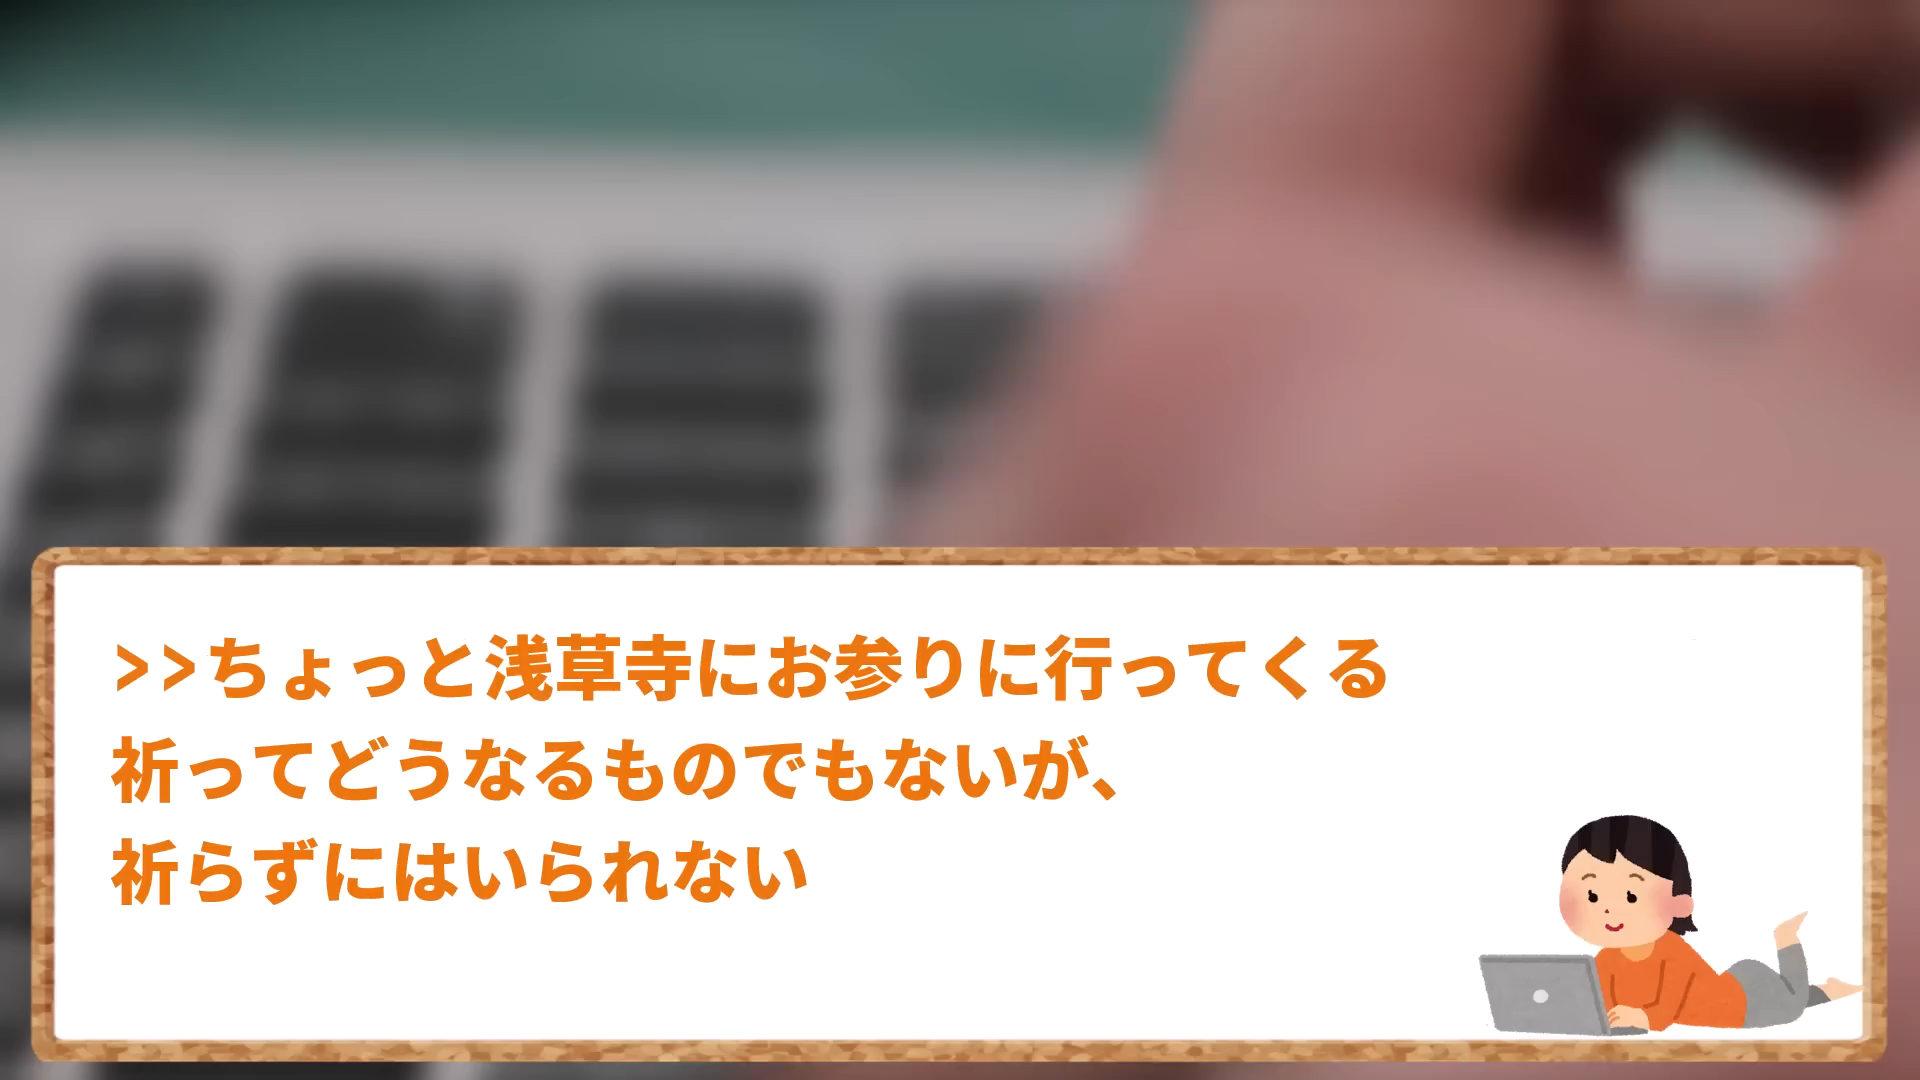 >>ちょっと浅草寺にお参りに行ってくる
祈ってどうなるものでもないが、
祈らずにはいられない